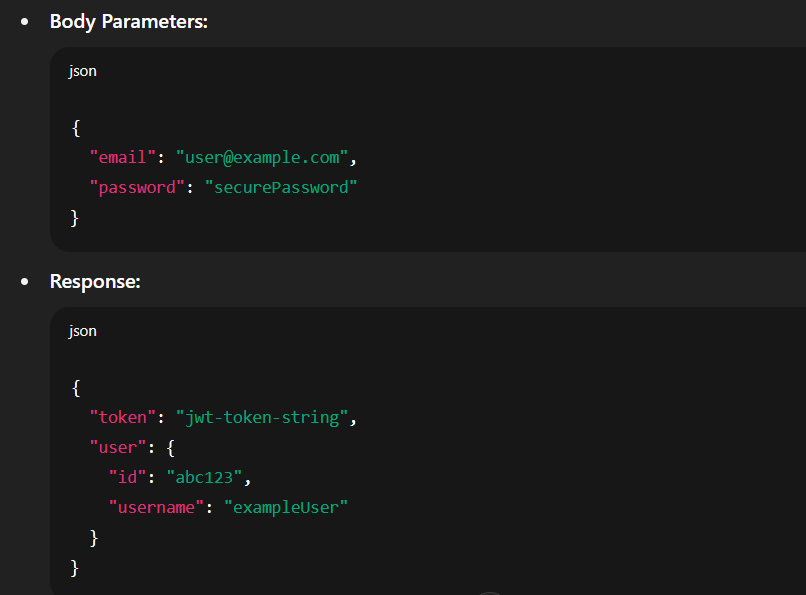 Body Parameters:
json
{
"email": "user@example.com",
"password": "securePassword"
}
Response:
json
{
"token": "jwt-token-string",
"user": {
"id": "abc123",
"username": "exampleUser"
}
}